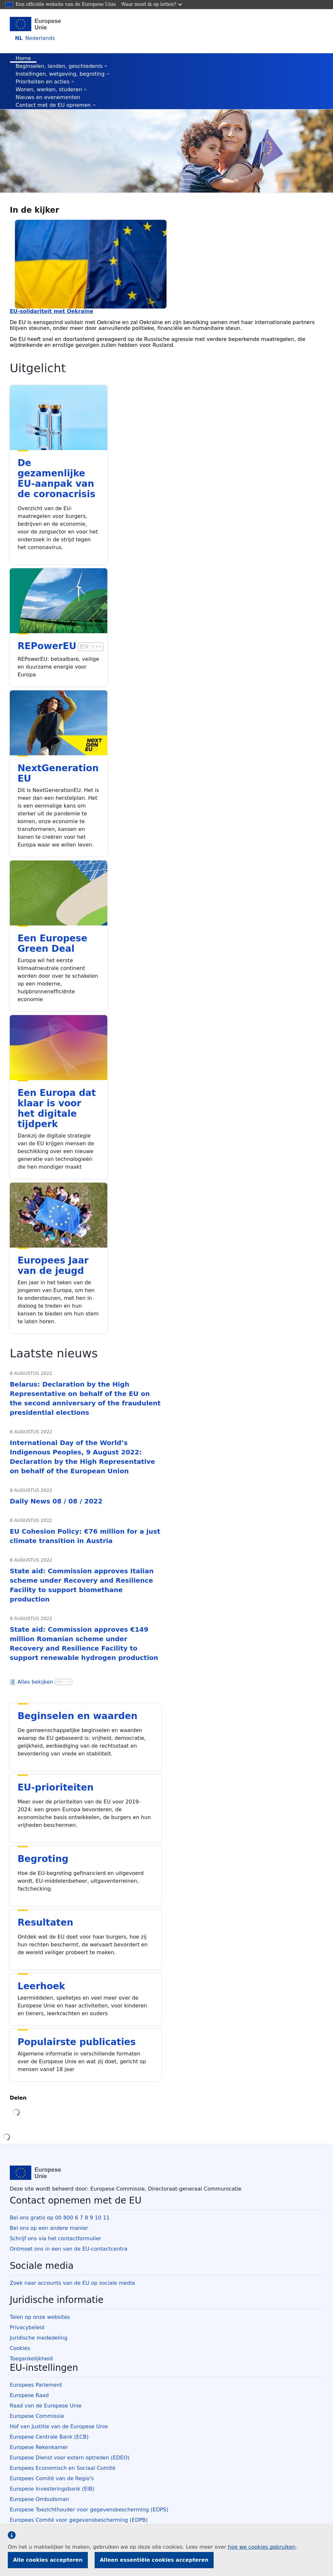 Een officiële website van de Europese Unie Waar moet ik op letten?
Europese
Unie
NL Nederlands
Home
Beginselen, landen, geschiedenis
Instellingen, wetgeving, begroting
Prioriteiten en acties
Wonen, werken, studeren
Nieuws en evenementen
Contact met de EU opnemen
In de kijker
EU-solidariteit met Oekraïne
De EU is eensgezind solidair met Oekraïne en zal Oekraïne en zijn bevolking samen met haar internationale partners
blijven steunen, onder meer door aanvullende politieke, financiële en humanitaire steun.
De EU heeft snel en doortastend gereageerd op de Russische agressie met verdere beperkende maatregelen, die
wijdreikende en ernstige gevolgen zullen hebben voor Rusland.
Uitgelicht
De
gezamenlijke
EU-aanpak van
de coronacrisis
Overzicht van de EU-
maatregelen voor burgers,
bedrijven en de economie,
voor de zorgsector en voor het
onderzoek in de strijd tegen
het coronavirus.
REPowerEU EN •••
REPowerEU: betaalbare, veilige
en duurzame energie voor
Europa
NEXT
GEN
EU
NextGeneration
EU
Dit is NextGenerationEU. Het is
meer dan een herstelplan. Het
is een eenmalige kans om
sterker uit de pandemie te
komen, onze economie te
transformeren, kansen en
banen te creëren voor het
Europa waar we willen leven.
Een Europese
Green Deal
Europa wil het eerste
klimaatneutrale continent
worden door over te schakelen
op een moderne,
hulpbronnenefficiënte
economie
Een Europa dat
klaar is voor
het digitale
tijdperk
Dankzij de digitale strategie
van de EU krijgen mensen de
beschikking over een nieuwe
generatie van technologieën
die hen mondiger maakt
Europees Jaar
van de jeugd
Een jaar in het teken van de
jongeren van Europa, om hen
te ondersteunen, met hen in
dialoog te treden en hun
kansen te bieden om hun stem
te laten horen.
Laatste nieuws
8 AUGUSTUS 2022
Belarus: Declaration by the High
Representative on behalf of the EU on
the second anniversary of the fraudulent
presidential elections
8 AUGUSTUS 2022
International Day of the World's
Indigenous Peoples, 9 August 2022:
Declaration by the High Representative
on behalf of the European Union
8 AUGUSTUS 2022
Daily News 08 / 08 / 2022
8 AUGUSTUS 2022
EU Cohesion Policy: €76 million for a just
climate transition in Austria
8 AUGUSTUS 2022
State aid: Commission approves Italian
scheme under Recovery and Resilience
Facility to support biomethane
production
8 AUGUSTUS 2022
State aid: Commission approves €149
million Romanian scheme under
Recovery and Resilience Facility to
support renewable hydrogen production
Alles bekijken EN •••
Beginselen en waarden
De gemeenschappelijke beginselen en waarden
waarop de EU gebaseerd is: vrijheid, democratie,
gelijkheid, eerbiediging van de rechtsstaat en
bevordering van vrede en stabiliteit.
EU-prioriteiten
Meer over de prioriteiten van de EU voor 2019-
2024: een groen Europa bevorderen, de
economische basis ontwikkelen, de burgers en hun
vrijheden beschermen.
Begroting
Hoe de EU-begroting gefinancierd en uitgevoerd
wordt, EU-middelenbeheer, uitgaventerreinen,
factchecking.
Resultaten
Ontdek wat de EU doet voor haar burgers, hoe zij
hun rechten beschermt, de welvaart bevordert en
de wereld veiliger probeert te maken.
Leerhoek
Leermiddelen, spelletjes en veel meer over de
Europese Unie en haar activiteiten, voor kinderen
en tieners, leerkrachten en ouders
Populairste publicaties
Algemene informatie in verschillende formaten
over de Europese Unie en wat zij doet, gericht op
mensen vanaf 18 jaar
Delen
Europese
Unie
Deze site wordt beheerd door: Europese Commissie, Directoraat-generaal Communicatie
Contact opnemen met de EU
Bel ons gratis op 00 800 6 7 8 9 10 11
Bel ons op een andere manier
Schrijf ons via het contactformulier
Ontmoet ons in een van de EU-contactcentra
Sociale media
Zoek naar accounts van de EU op sociale media
Juridische informatie
Talen op onze websites
Privacybeleid
Juridische mededeling
Cookies
Toegankelijkheid
EU-instellingen
Europees Parlement
Europese Raad
Raad van de Europese Unie
Europese Commissie
Hof van Justitie van de Europese Unie
Europese Centrale Bank (ECB)
Europese Rekenkamer
Europese Dienst voor extern optreden (EDEO)
Europees Economisch en Sociaal Comité
Europees Comité van de Regio's
Europese Investeringsbank (EIB)
Europese Ombudsman
Europese Toezichthouder voor gegevensbescherming (EDPS)
Europees Comité voor gegevensbescherming (EDPB)
Om het u makkelijker te maken, gebruiken we op deze site cookies. Lees meer over hoe we cookies gebruiken.
Alle cookies accepteren Alleen essentiële cookies accepteren